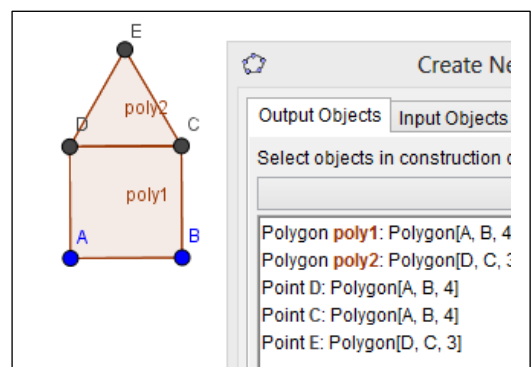 E
poly2
D
C
poly1
A
B
Create Ne
Output Objects
Input Objects
Select objects in construction
Polygon poly1: Polygon[A, B, 4
Polygon poly2: Polygon[D, C, 3
Point D: Polygon[A, B, 4]
Point C: Polygon[A, B, 4]
Point E: Polygon[D, C, 3]